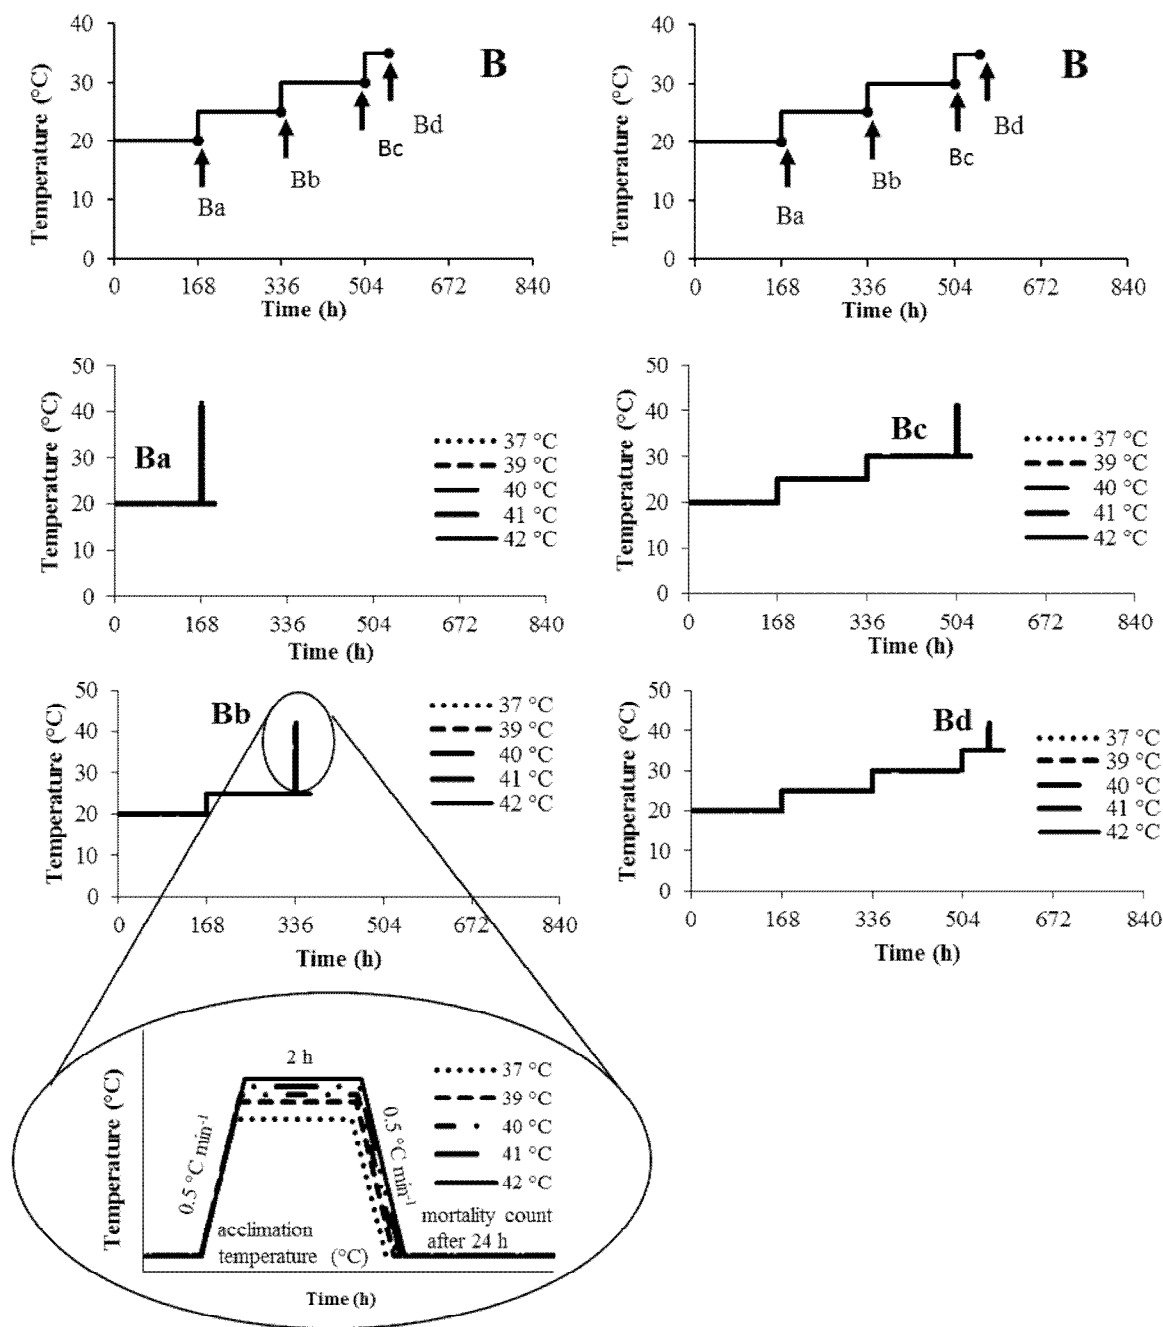 40
30
20
10
0
Temperature (°C)
B
Ba
Bb
Bc
Bd
0 168 336 504 672 840
Time (h)
40
30
20
10
0
Temperature (°C)
B
Ba
Bb
Bc
Bd
0 168 336 504 672 840
Time (h)
50
40
30
20
10
0
Temperature (°C)
Ba
37 °C
39 °C
40 °C
41 °C
42 °C
0 168 336 504 672 840
Time (h)
50
40
30
20
10
0
Temperature (°C)
Bc
37 °C
39 °C
40 °C
41 °C
42 °C
0 168 336 504 672 840
Time (h)
50
40
30
20
10
0
Temperature (°C)
Bb
37 °C
39 °C
40 °C
41 °C
42 °C
0 168 336 504 672 840
Time (h)
50
40
30
20
10
0
Temperature (°C)
Bd
37 °C
39 °C
40 °C
41 °C
42 °C
0 168 336 504 672 840
Time (h)
Temperature (°C)
2 h
0.5 °C min⁻¹
0.5 °C min⁻¹
37 °C
39 °C
40 °C
41 °C
42 °C
acclimation
temperature (°C)
mortality count
after 24 h
Time (h)